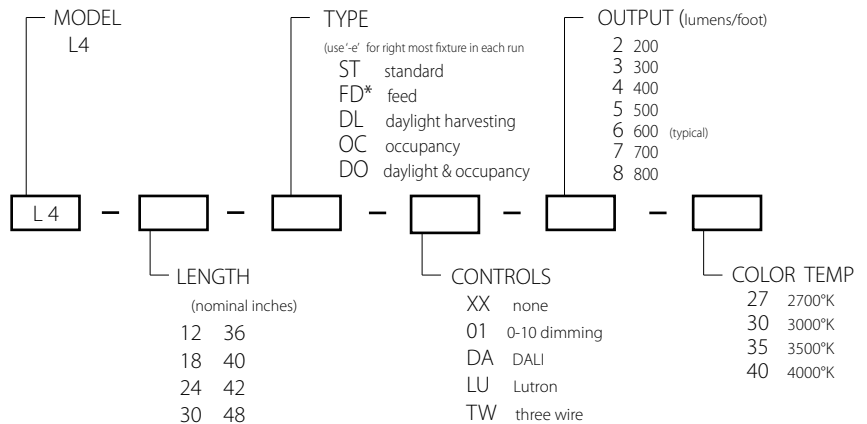 MODEL
L4
TYPE
(use '-e' for right most fixture in each run
ST standard
FD* feed
DL daylight harvesting
OC occupancy
DO daylight & occupancy
OUTPUT (lumens/foot)
2 200
3 300
4 400
5 500
6 600 (typical)
7 700
8 800
L 4 – – – – –
LENGTH
(nominal inches)
12 36
18 40
24 42
30 48
CONTROLS
XX none
01 0-10 dimming
DA DALI
LU Lutron
TW three wire
COLOR TEMP
27 2700°K
30 3000°K
35 3500°K
40 4000°K